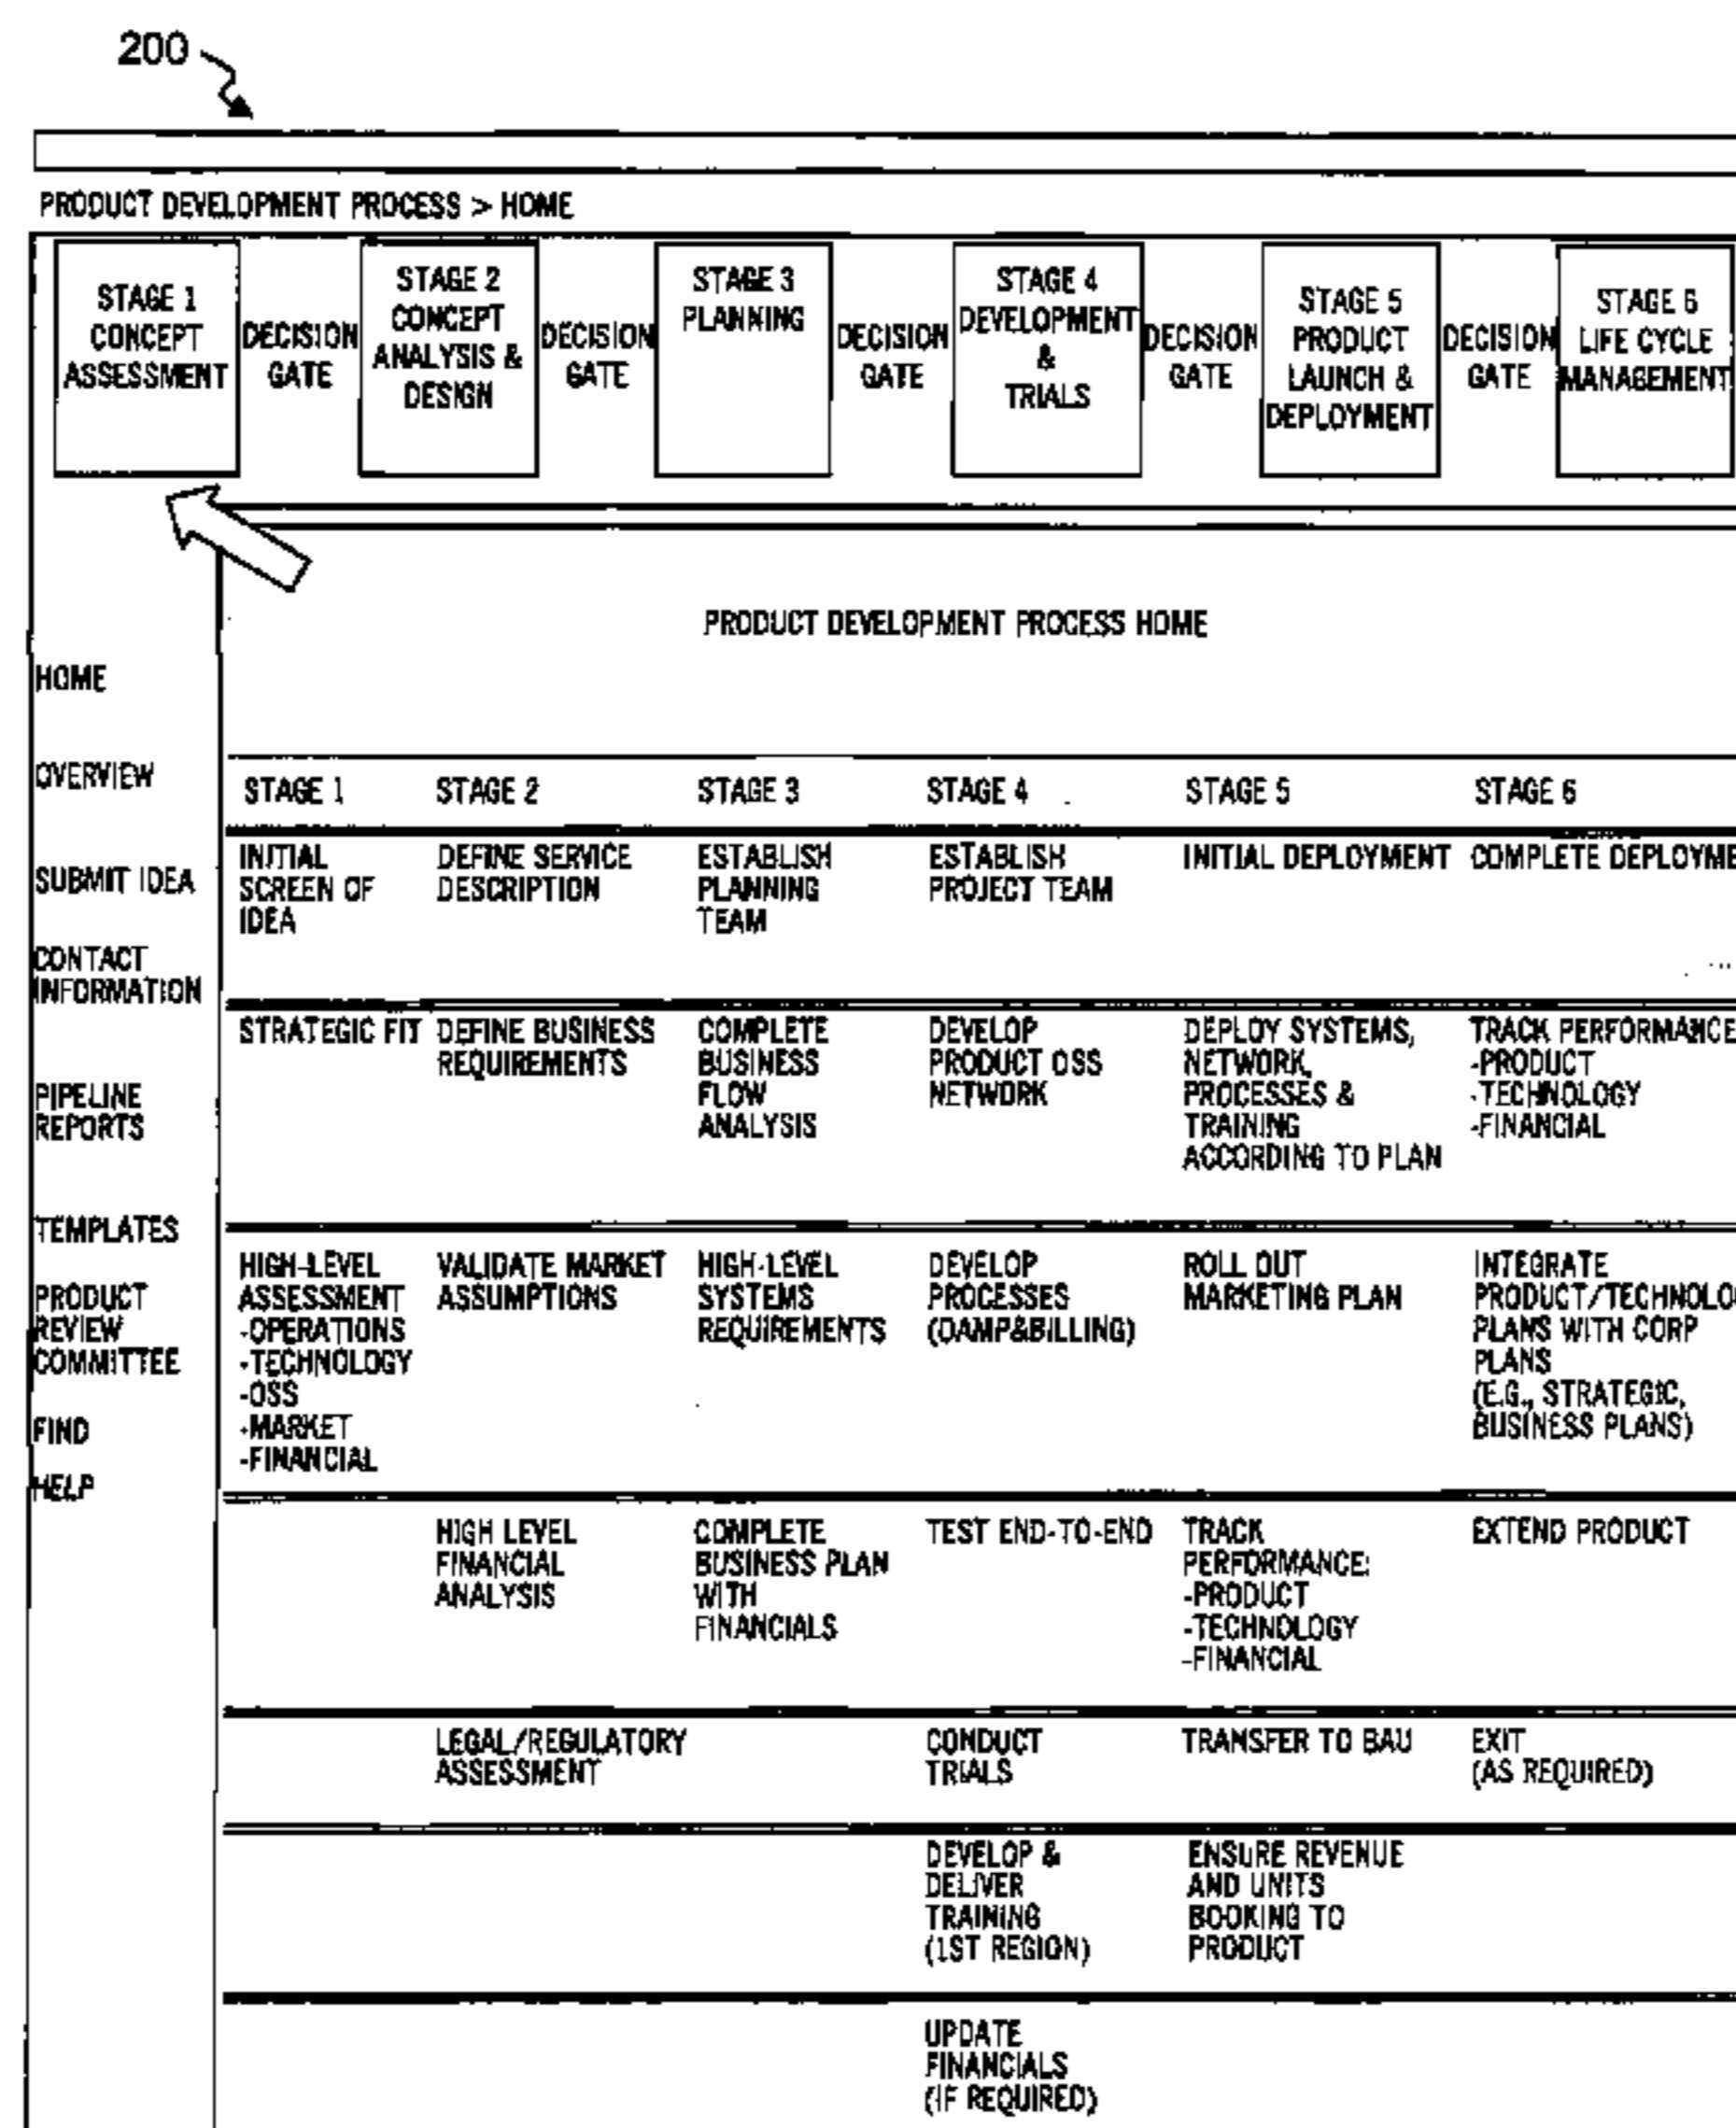 200
PRODUCT DEVELOPMENT PROCESS > HOME
STAGE 1
CONCEPT
ASSESSMENT
DECISION
GATE
STAGE 2
CONCEPT
ANALYSIS &
DESIGN
DECISION
GATE
STAGE 3
PLANNING
DECISION
GATE
STAGE 4
DEVELOPMENT
&
TRIALS
DECISION
GATE
STAGE 5
PRODUCT
LAUNCH &
DEPLOYMENT
DECISION
GATE
STAGE 6
LIFE CYCLE
MANAGEMENT
PRODUCT DEVELOPMENT PROCESS HOME
HOME
OVERVIEW
SUBMIT IDEA
CONTACT
INFORMATION
PIPELINE
REPORTS
TEMPLATES
PRODUCT
REVIEW
COMMITTEE
FIND
HELP
STAGE 1 STAGE 2 STAGE 3 STAGE 4 STAGE 5 STAGE 6
INITIAL
SCREEN OF
IDEA
DEFINE SERVICE
DESCRIPTION
ESTABLISH
PLANNING
TEAM
ESTABLISH
PROJECT TEAM
INITIAL DEPLOYMENT
COMPLETE DEPLOYME
STRATEGIC FIT
DEFINE BUSINESS
REQUIREMENTS
COMPLETE
BUSINESS
FLOW
ANALYSIS
DEVELOP
PRODUCT OSS
NETWORK
DEPLOY SYSTEMS,
NETWORK,
PROCESSES &
TRAINING
ACCORDING TO PLAN
TRACK PERFORMANCE
-PRODUCT
-TECHNOLOGY
-FINANCIAL
HIGH-LEVEL
ASSESSMENT
-OPERATIONS
-TECHNOLOGY
-OSS
-MARKET
-FINANCIAL
VALIDATE MARKET
ASSUMPTIONS
HIGH-LEVEL
SYSTEMS
REQUIREMENTS
DEVELOP
PROCESSES
(OAMP&BILLING)
ROLL OUT
MARKETING PLAN
INTEGRATE
PRODUCT/TECHNOLO
PLANS WITH CORP
PLANS
(E.G., STRATEGIC,
BUSINESS PLANS)
HIGH LEVEL
FINANCIAL
ANALYSIS
COMPLETE
BUSINESS PLAN
WITH
FINANCIALS
TEST END-TO-END
TRACK
PERFORMANCE:
-PRODUCT
-TECHNOLOGY
-FINANCIAL
EXTEND PRODUCT
LEGAL/REGULATORY
ASSESSMENT
CONDUCT
TRIALS
TRANSFER TO BAU
EXIT
(AS REQUIRED)
DEVELOP &
DELIVER
TRAINING
(1ST REGION)
ENSURE REVENUE
AND UNITS
BOOKING TO
PRODUCT
UPDATE
FINANCIALS
(IF REQUIRED)